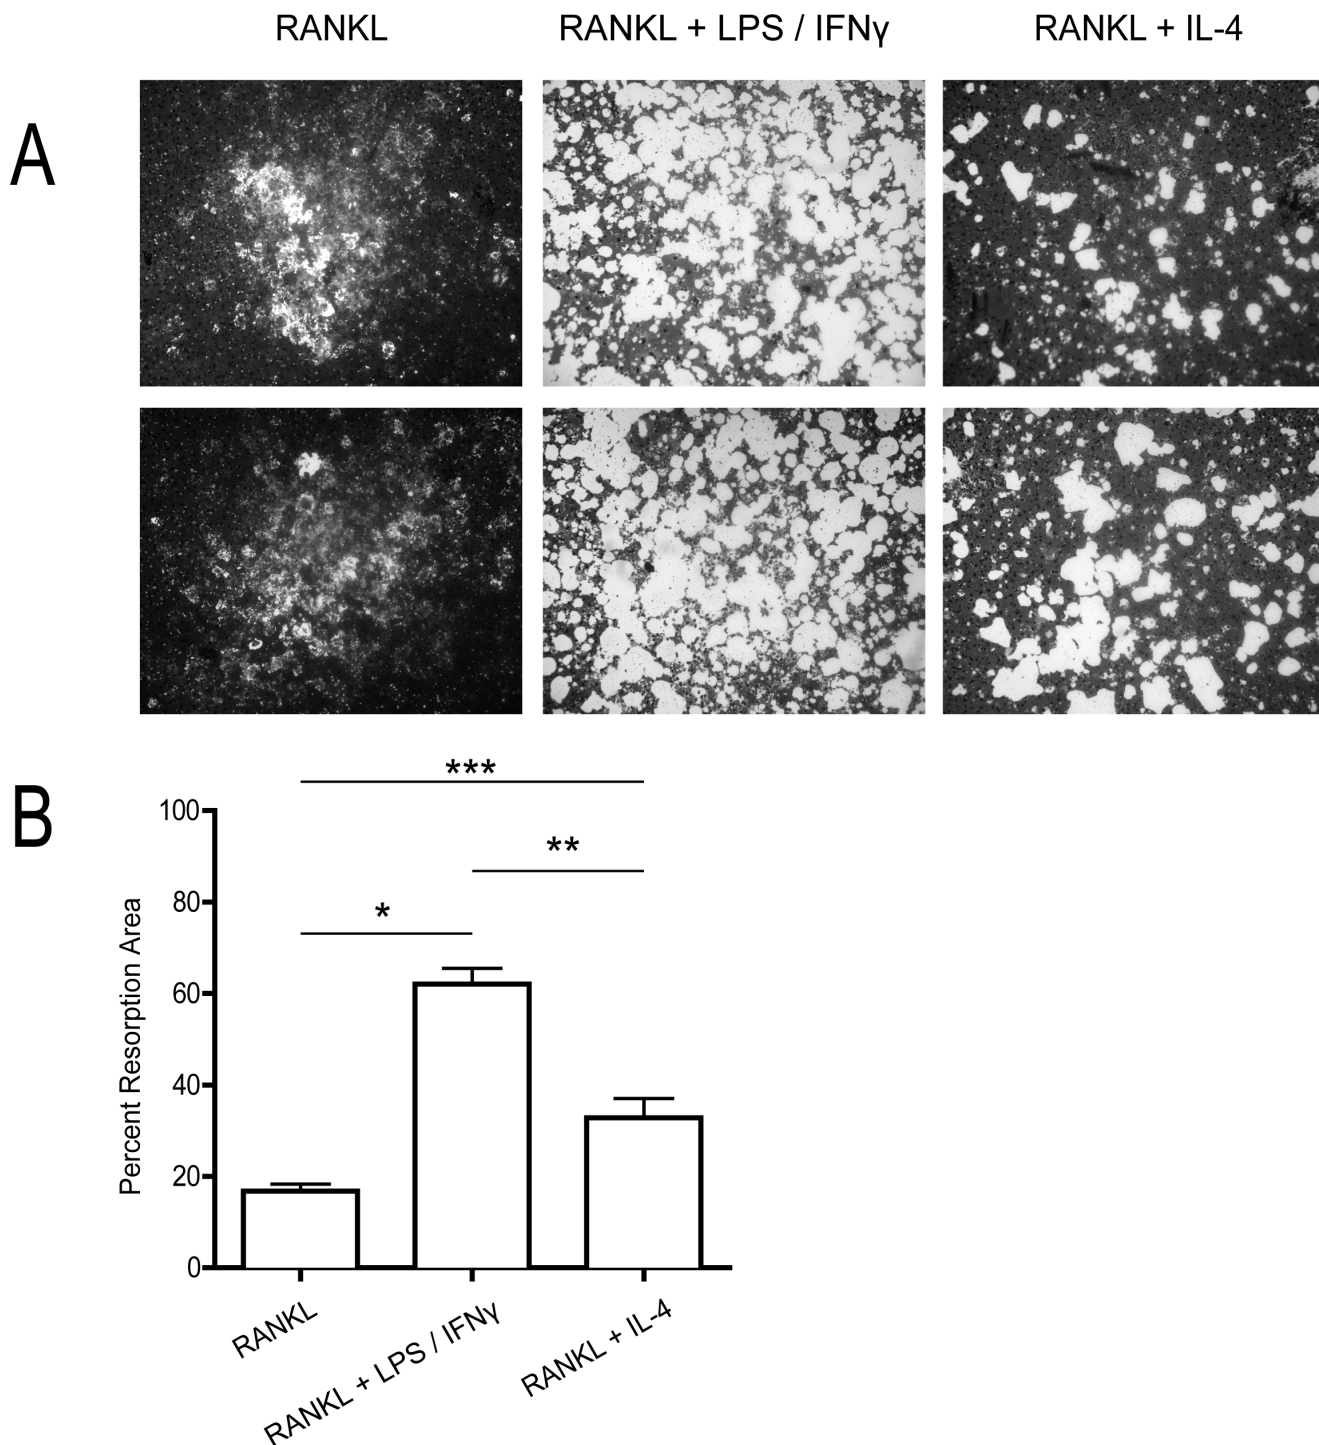 RANKL
RANKL + LPS / IFNγ
RANKL + IL-4
A
B
***
**
*
Percent Resorption Area
100
80
60
40
20
0
RANKL
RANKL + LPS / IFNγ
RANKL + IL-4